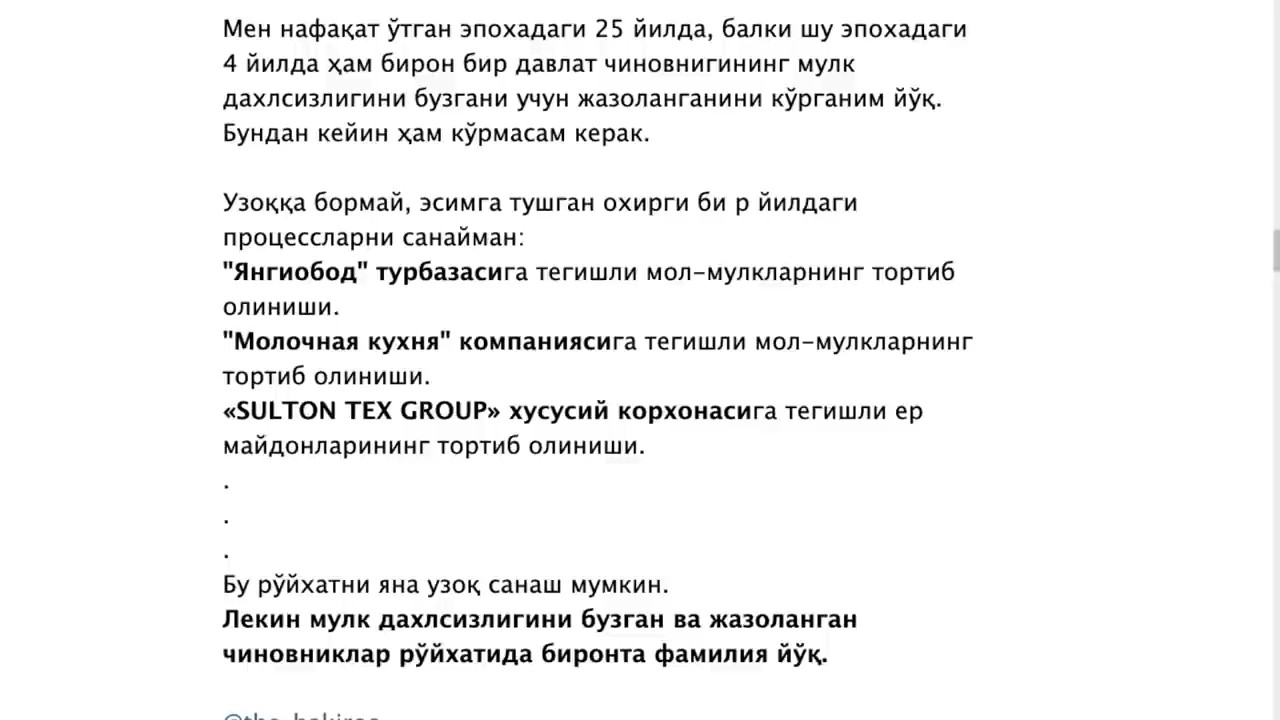 Мен нафақат ўтган эпохадаги 25 йилда, балки шу эпохадаги
4 йилда ҳам бирон бир давлат чиновнигининг мулк
дахлсизлигини бузгани учун жазоланганини кўрганим йўқ.
Бундан кейин ҳам кўрмасам керак.
Узоққа бормай, эсимга тушган охирги би р йилдаги
процессларни санайман:
"Янгиобод" турбазасига тегишли мол-мулкларнинг тортиб
олиниши.
"Молочная кухня" компаниясига тегишли мол-мулкларнинг
тортиб олиниши.
«SULTON TEX GROUP» хусусий корхонасига тегишли ер
майдонларининг тортиб олиниши.
.
.
.
Бу рўйхатни яна узоқ санаш мумкин.
Лекин мулк дахлсизлигини бузган ва жазоланган
чиновниклар рўйхатида биронта фамилия йўқ.